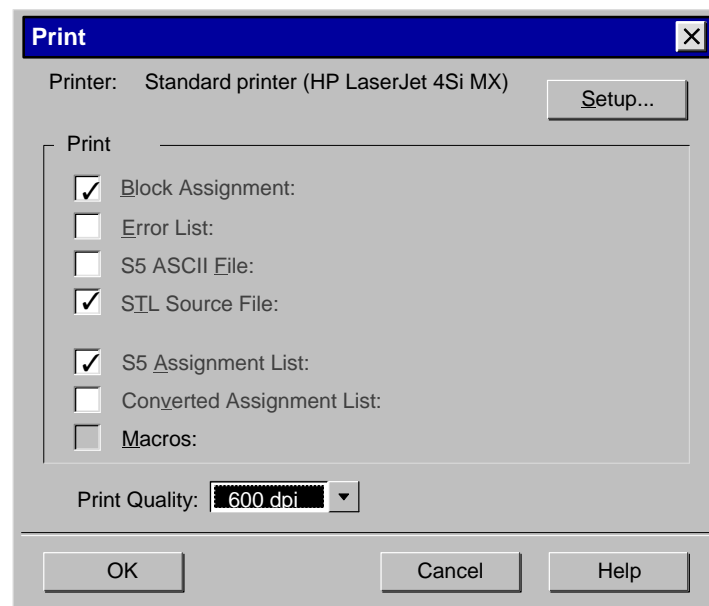 Print
Printer: Standard printer (HP LaserJet 4Si MX)
Setup...
Print
Block Assignment:
Error List:
S5 ASCII File:
STL Source File:
S5 Assignment List:
Converted Assignment List:
Macros:
Print Quality: 600 dpi
OK Cancel Help